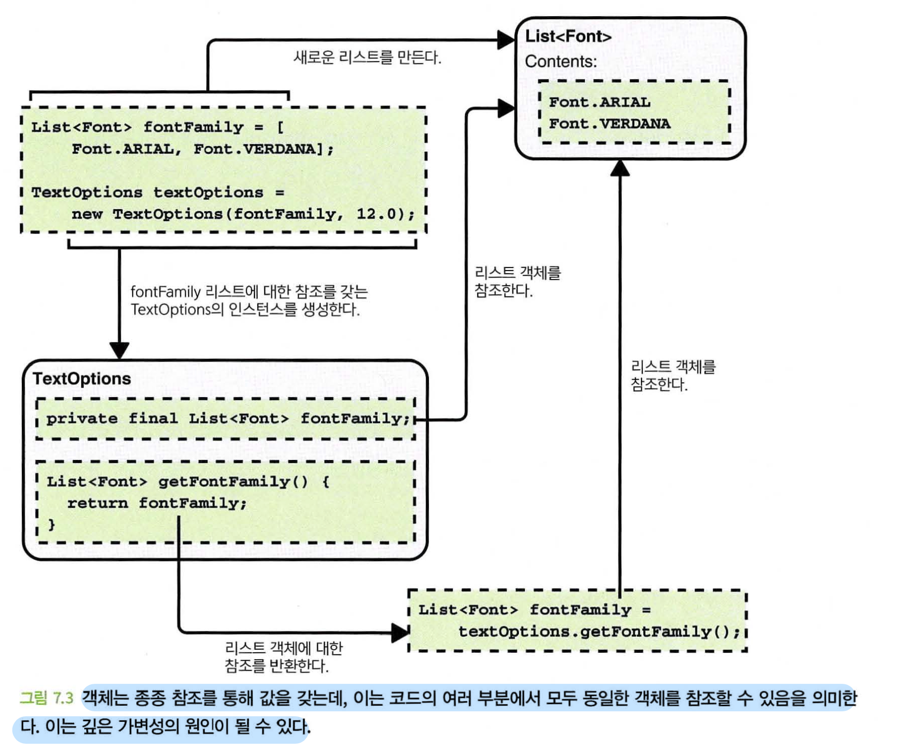 새로운 리스트를 만든다.
List<Font>
Contents:
Font.ARIAL
Font.VERDANA
List<Font> fontFamily = [
Font.ARIAL, Font.VERDANA];
TextOptions textOptions =
new TextOptions(fontFamily, 12.0);
fontFamily 리스트에 대한 참조를 갖는
TextOptions의 인스턴스를 생성한다.
리스트 객체를
참조한다.
리스트 객체를
참조한다.
TextOptions
private final List<Font> fontFamily;
List<Font> getFontFamily() {
return fontFamily;
}
List<Font> fontFamily =
textOptions.getFontFamily();
리스트 객체에 대한
참조를 반환한다.
그림 7.3 객체는 종종 참조를 통해 값을 갖는데, 이는 코드의 여러 부분에서 모두 동일한 객체를 참조할 수 있음을 의미한
다. 이는 깊은 가변성의 원인이 될 수 있다.